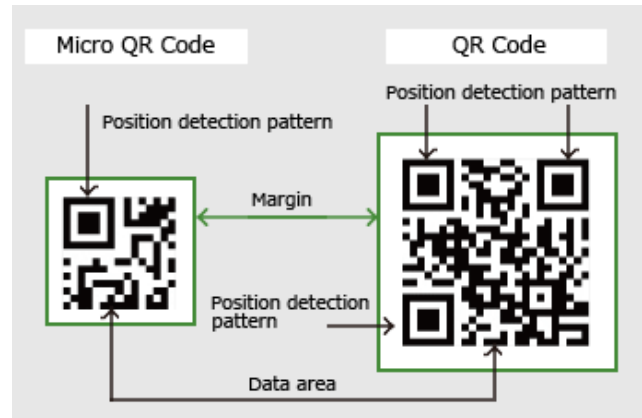 Micro QR Code
QR Code
Position detection pattern
Position detection pattern
Margin
Position detection
pattern
Data area